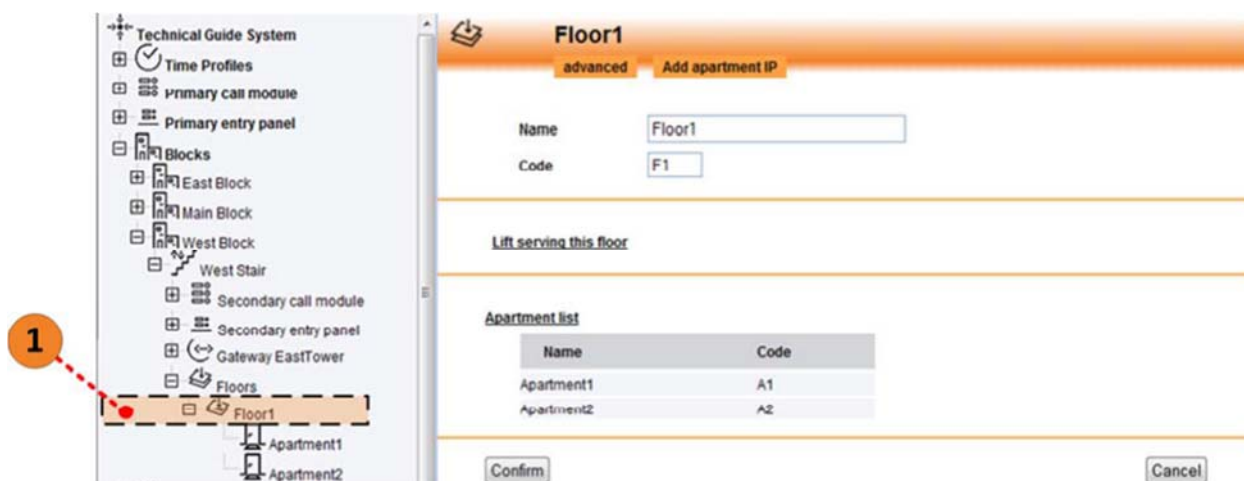 Technical Guide System
Time Profiles
Primary call module
Primary entry panel
Blocks
East Block
Main Block
West Block
West Stair
Secondary call module
Secondary entry panel
Gateway EastTower
Floors
Floor1
Apartment1
Apartment2
1
Floor1
advanced Add apartment IP
Name Floor1
Code F1
Lift serving this floor
Apartment list
Name Code
Apartment1 A1
Apartment2 A2
Confirm Cancel